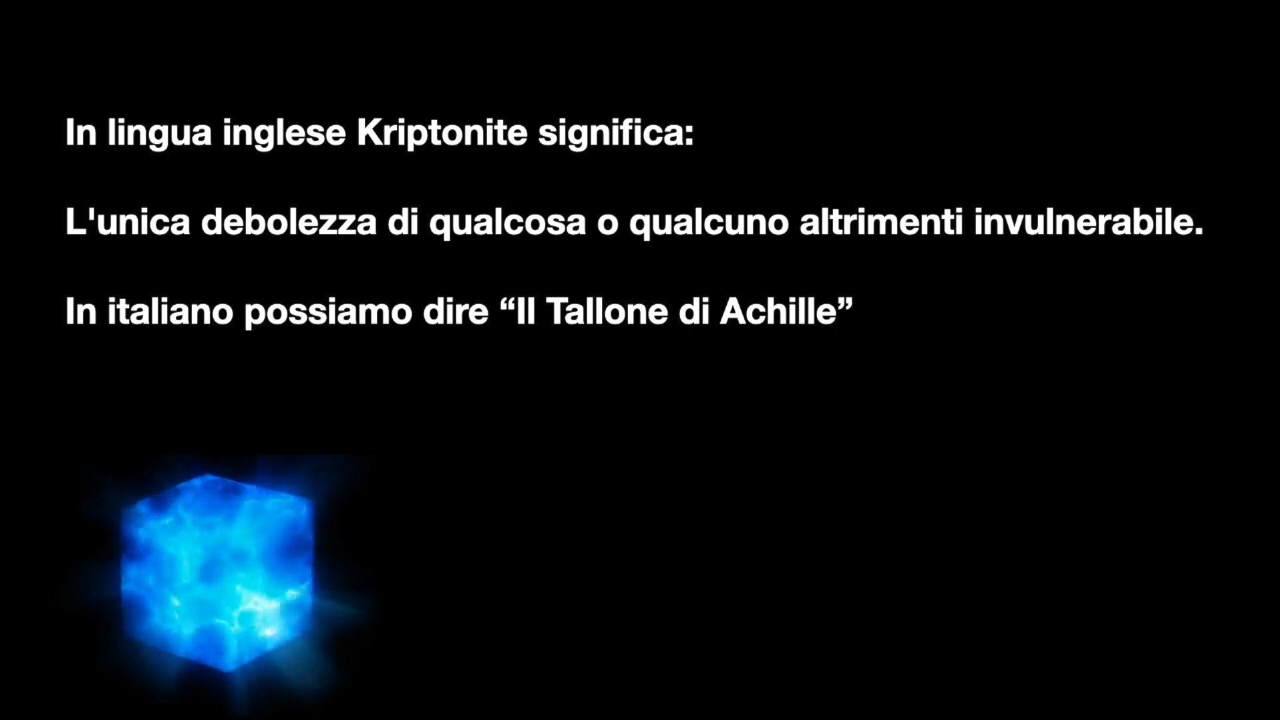 In lingua inglese Kriptonite significa:
L'unica debolezza di qualcosa o qualcuno altrimenti invulnerabile.
In italiano possiamo dire “Il Tallone di Achille”